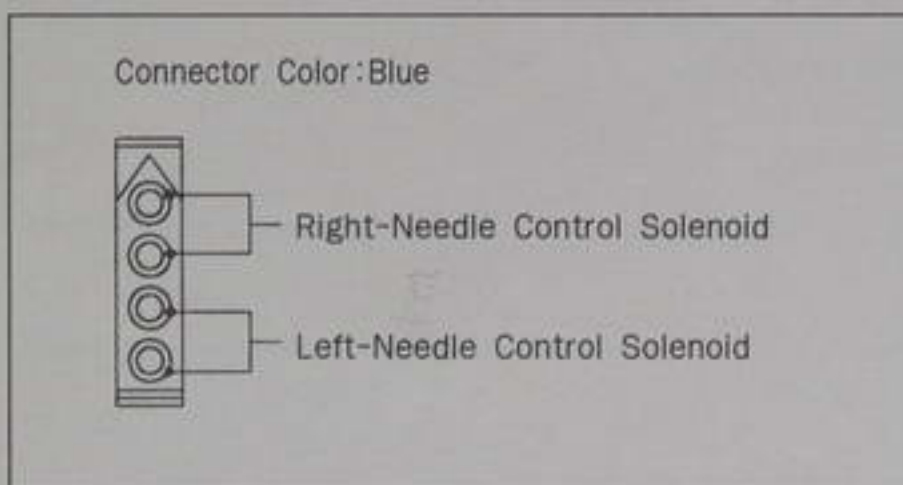 Connector Color:Blue
Right-Needle Control Solenoid
Left-Needle Control Solenoid